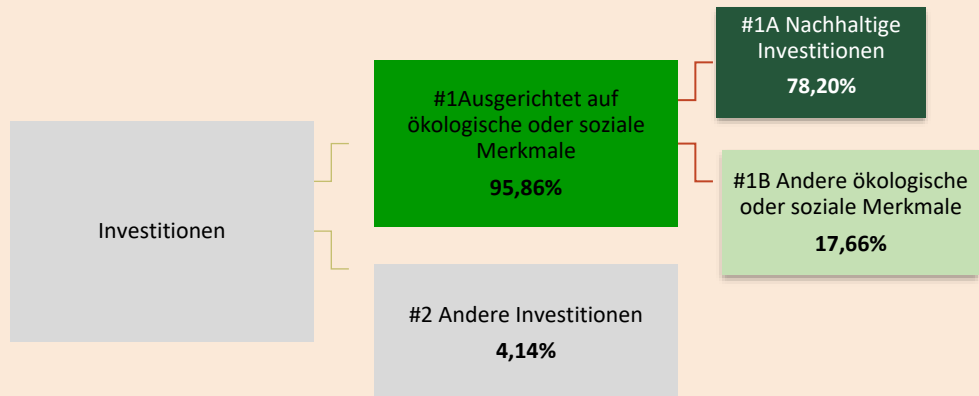 Investitionen
#1Ausgerichtet auf
ökologische oder soziale
Merkmale
95,86%
#2 Andere Investitionen
4,14%
#1A Nachhaltige
Investitionen
78,20%
#1B Andere ökologische
oder soziale Merkmale
17,66%